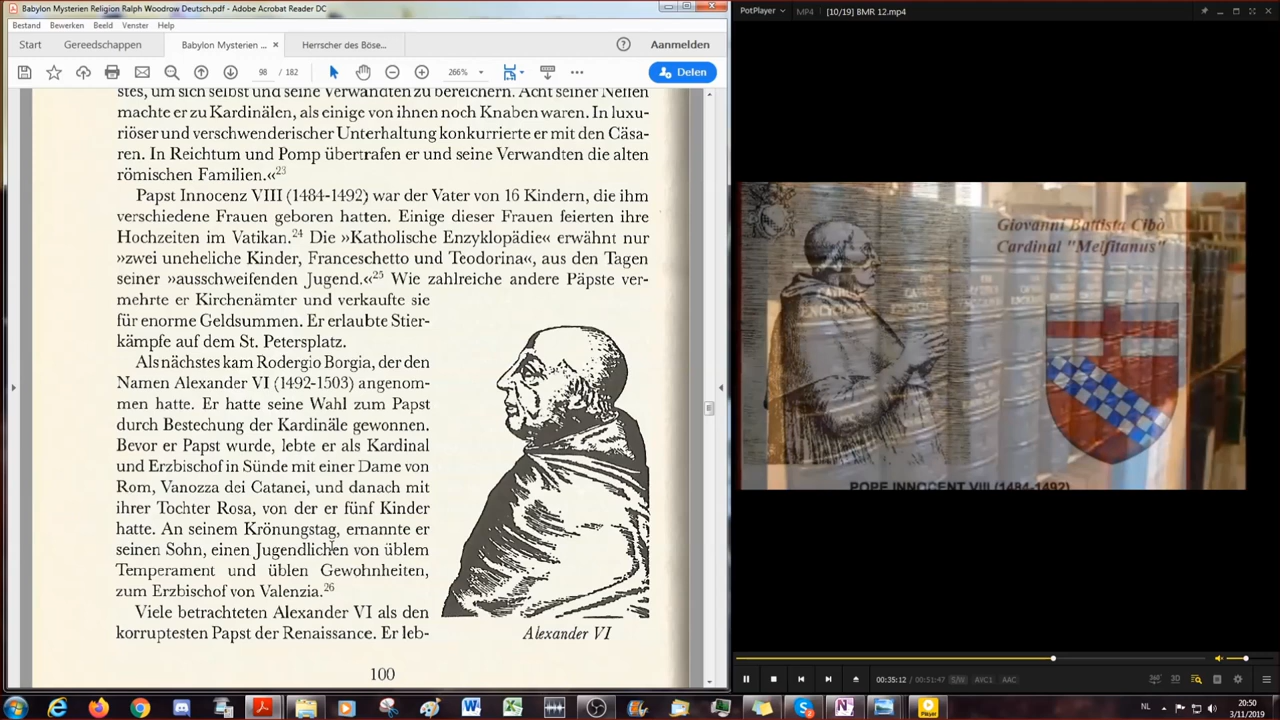 Babylon Mysterien Religion Ralph Woodrow Deutsch.pdf - Adobe Acrobat Reader DC
Bestand Bewerken Beeld Venster Help
Start Gereedschappen Babylon Mysterien ... × Herrscher des Böse... Aanmelden
98 / 182 266% Delen
stes, um sich selbst und seine Verwandten zu bereichern. Acht seiner Neffen
machte er zu Kardinälen, als einige von ihnen noch Knaben waren. In luxu-
riöser und verschwenderischer Unterhaltung konkurrierte er mit den Cäsa-
ren. In Reichtum und Pomp übertrafen er und seine Verwandten die alten
römischen Familien.«23
Papst Innocenz VIII (1484-1492) war der Vater von 16 Kindern, die ihm
verschiedene Frauen geboren hatten. Einige dieser Frauen feierten ihre
Hochzeiten im Vatikan.24 Die »Katholische Enzyklopädie« erwähnt nur
»zwei uneheliche Kinder, Franceschetto und Teodorina«, aus den Tagen
seiner »ausschweifenden Jugend.«25 Wie zahlreiche andere Päpste ver-
mehrte er Kirchenämter und verkaufte sie
für enorme Geldsummen. Er erlaubte Stier-
kämpfe auf dem St. Petersplatz.
Als nächstes kam Rodergio Borgia, der den
Namen Alexander VI (1492-1503) angenom-
men hatte. Er hatte seine Wahl zum Papst
durch Bestechung der Kardinäle gewonnen.
Bevor er Papst wurde, lebte er als Kardinal
und Erzbischof in Sünde mit einer Dame von
Rom, Vanozza dei Catanei, und danach mit
ihrer Tochter Rosa, von der er fünf Kinder
hatte. An seinem Krönungstag, ernannte er
seinen Sohn, einen Jugendlichen von üblem
Temperament und üblen Gewohnheiten,
zum Erzbischof von Valenzia.26
Viele betrachteten Alexander VI als den
korruptesten Papst der Renaissance. Er leb-
Alexander VI
100
PotPlayer MP4 [10/19] BMR 12.mp4
Giovanni Battista Cibò
Cardinal "Melfitanus"
POPE INNOCENT VIII (1484-1492)
00:35:12 / 00:51:47 S/W AVC1 AAC
360° 3D
NL 20:50
3/11/2019